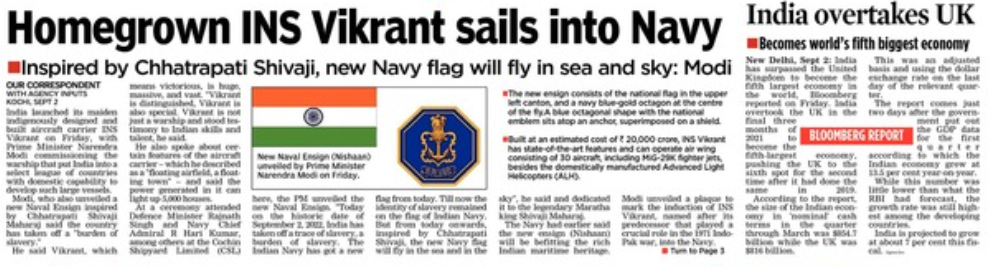 Homegrown INS Vikrant sails into Navy
Inspired by Chhatrapati Shivaji, new Navy flag will fly in sea and sky: Modi
OUR CORRESPONDENT
WITH AGENCY INPUTS
KOCHI, SEPT 2
India launched its maiden
indigenously designed and
built aircraft carrier INS
Vikrant on Friday, with
Prime Minister Narendra
Modi commissioning the
warship that put India into a
select league of countries
with domestic capability to
develop such large vessels.
Modi, who also unveiled a
new Naval Ensign inspired
by Chhatrapati Shivaji
Maharaj said the country
has taken off a "burden of
slavery."
He said Vikrant, which
means victorious, is huge,
massive, and vast. "Vikrant
is distinguished, Vikrant is
also special. Vikrant is not
just a warship and stood tes-
timony to Indian skills and
talent, he said.
He also spoke about cer-
tain features of the aircraft
carrier - which he described
as a "floating airfield, a float-
ing town" - and said the
power generated in it can
light up 5,000 houses.
At a ceremony attended
Defence Minister Rajnath
Singh and Navy Chief
Admiral R Hari Kumar,
among others at the Cochin
Shipyard Limited (CSL)
New Naval Ensign (Nishaan)
unveiled by Prime Minister
Narendra Modi on Friday.
here, the PM unveiled the
new Naval Ensign. "Today
on the historic date of
September 2, 2022, India has
taken off a trace of slavery, a
burden of slavery. The
Indian Navy has got a new
flag from today. Till now the
identity of slavery remained
on the flag of Indian Navy.
But from today onwards,
inspired by Chhatrapati
Shivaji, the new Navy flag
will fly in the sea and in the
The new ensign consists of the national flag in the upper
left canton, and a navy blue-gold octagon at the centre
of the fly.A blue octagonal shape with the national
emblem sits atop an anchor, superimposed on a shield.
Built at an estimated cost of ₹ 20,000 crore, INS Vikrant
has state-of-the-art features and can operate air wing
consisting of 30 aircraft, including MiG-29K fighter jets,
besides the domestically manufactured Advanced Light
Helicopters (ALH).
sky", he said and dedicated
it to the legendary Maratha
king Shivaji Maharaj.
The Navy had earlier said
the new ensign (Nishaan)
will be befitting the rich
Indian maritime heritage.
Modi unveiled a plaque to
mark the induction of INS
Vikrant, named after its
predecessor that played a
crucial role in the 1971 Indo-
Pak war, into the Navy.
Turn to Page 3
India overtakes UK
Becomes world's fifth biggest economy
New Delhi, Sept 2: India
has surpassed the United
Kingdom to become the
fifth largest economy in
the world, Bloomberg
reported on Friday. India
overtook the UK in the
final three
months of
2021 to
become the
fifth-largest economy,
pushing the UK to the
sixth spot for the second
time after it had done the
same in 2019.
According to the report,
the size of the Indian econ-
omy in 'nominal' cash
terms in the quarter
through March was $854.7
billion while the UK was
$816 billion.
BLOOMBERG REPORT
This was an adjusted
basis and using the dollar
exchange rate on the last
day of the relevant quar-
ter.
The report comes just
two days after the govern-
ment put out
the GDP data
for the first
quarter
according to which the
Indian economy grew at
13.5 per cent year-on-year.
While this number was
little lower than what the
RBI had forecast, the
growth rate was still high-
est among the developing
countries.
India is projected to grow
at about 7 per cent this fis-
cal.